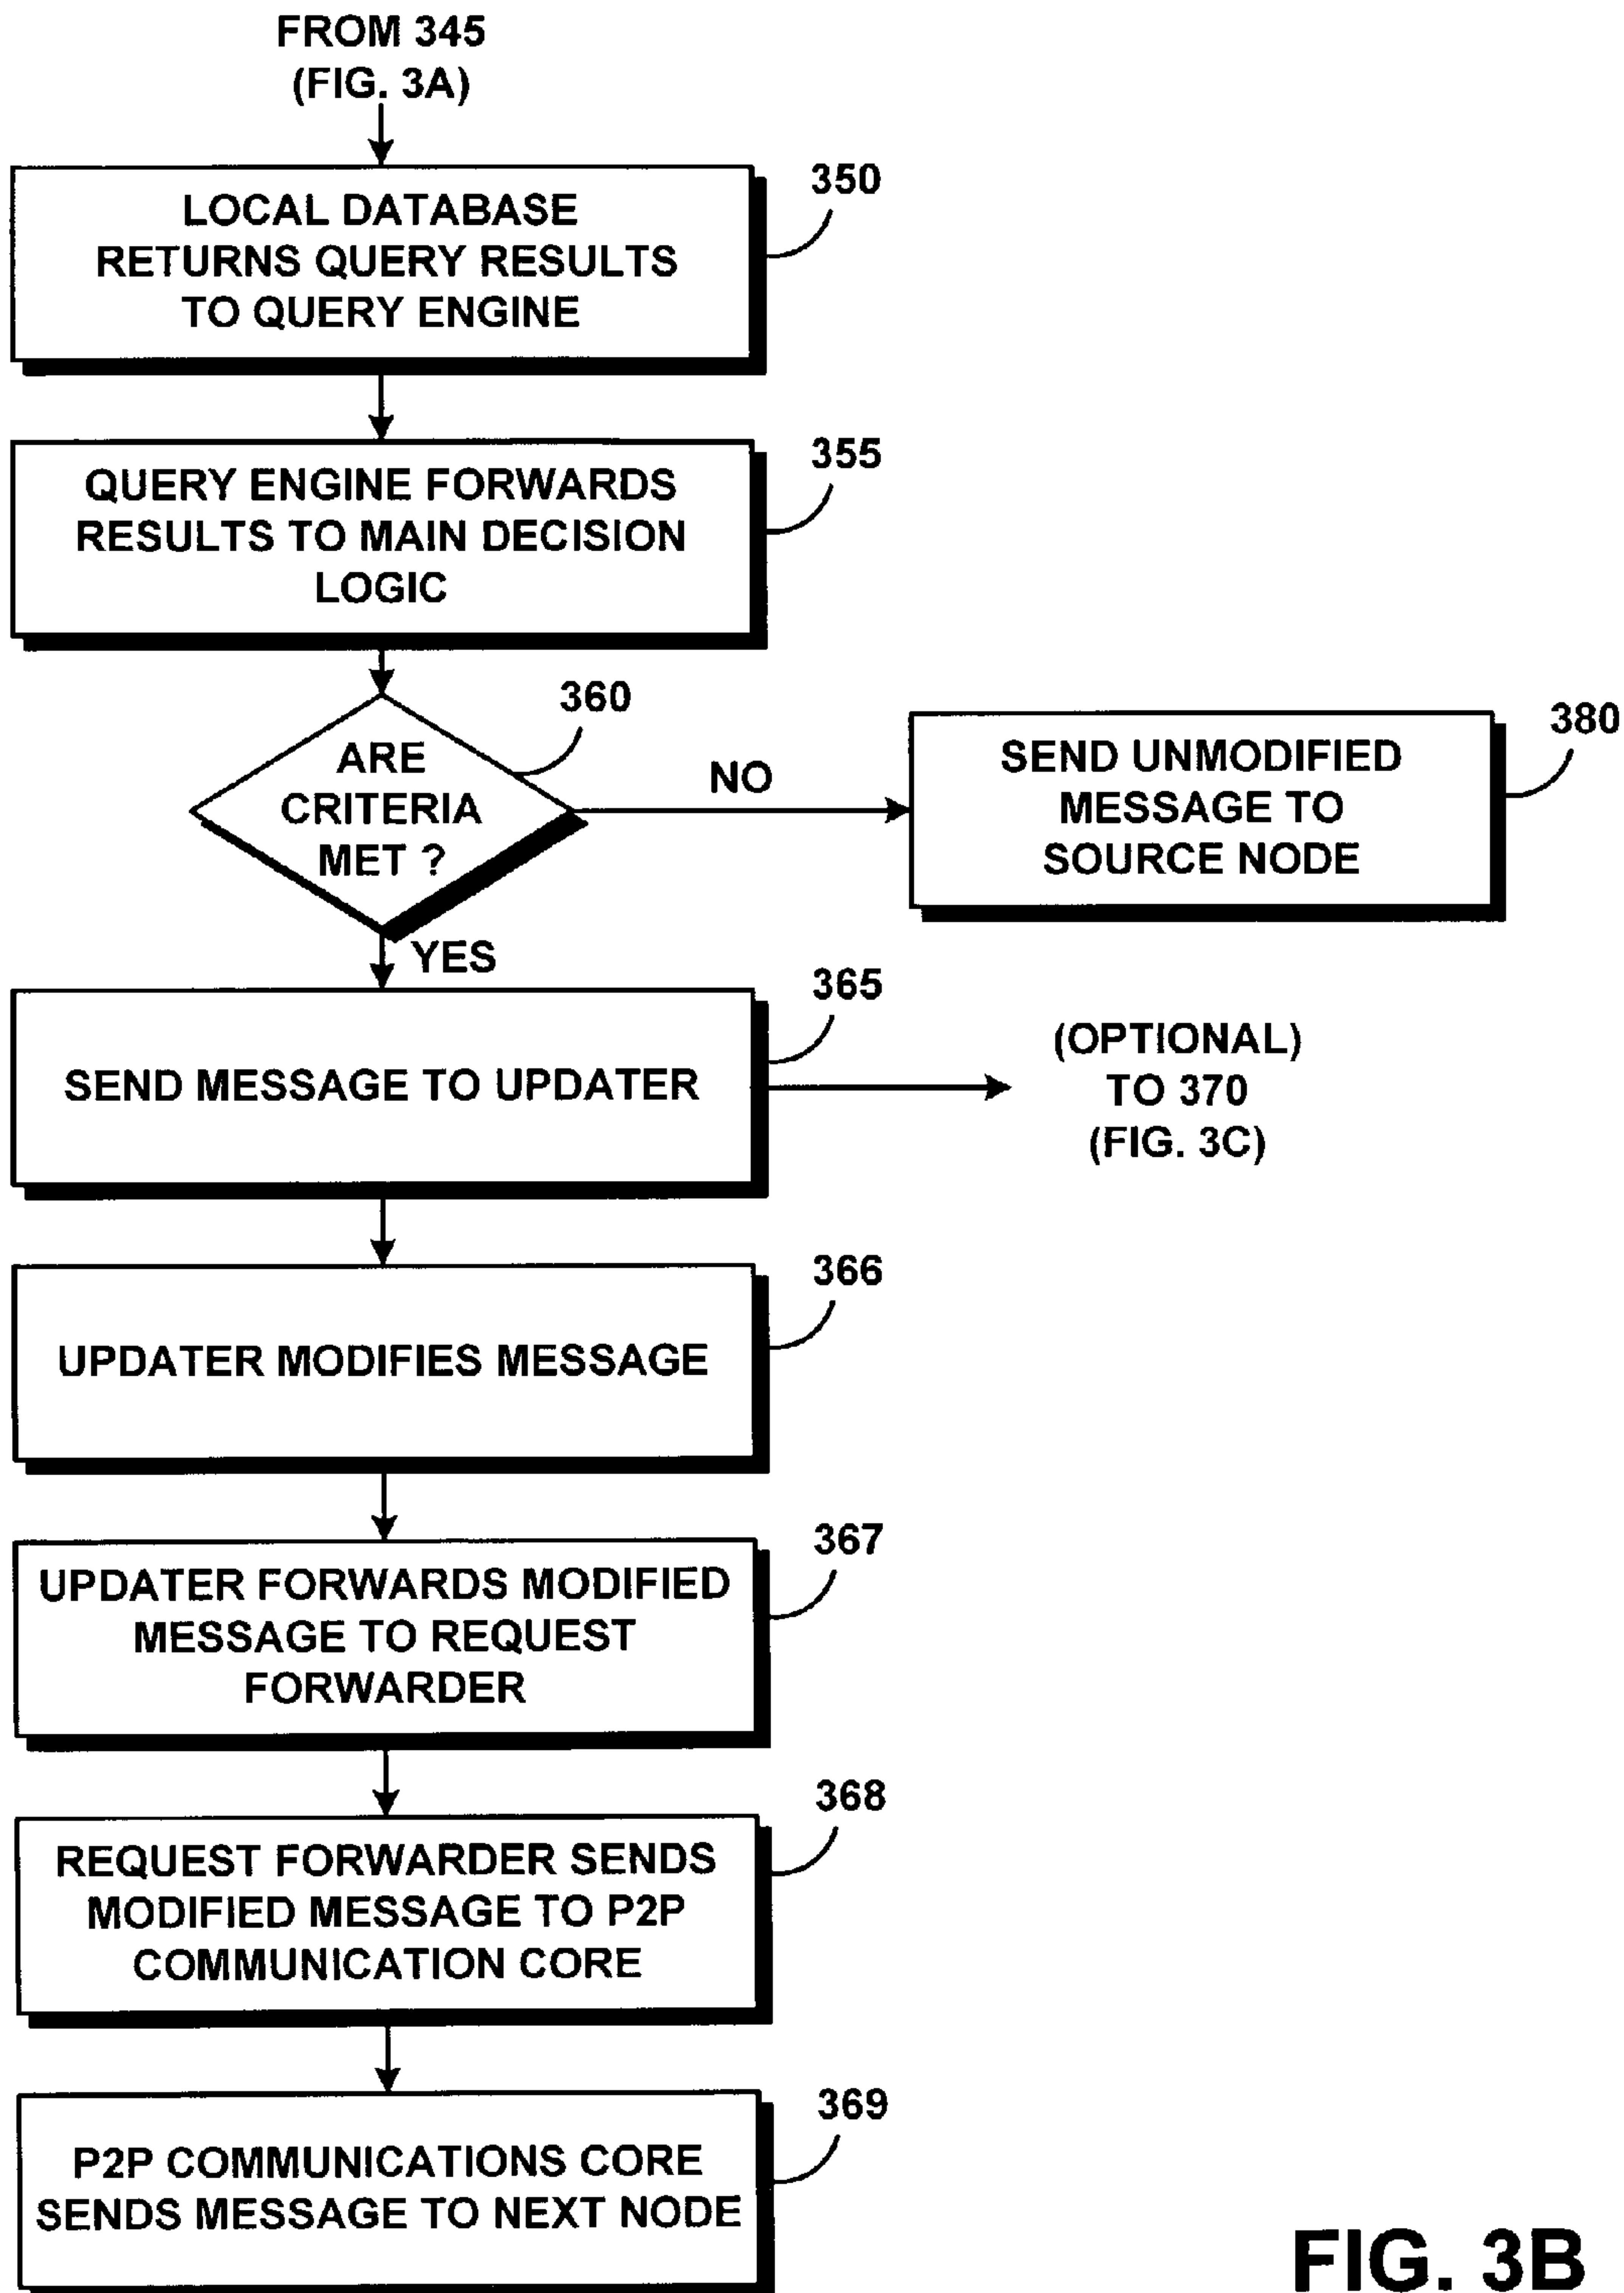 FROM 345
(FIG. 3A)
350
LOCAL DATABASE
RETURNS QUERY RESULTS
TO QUERY ENGINE
355
QUERY ENGINE FORWARDS
RESULTS TO MAIN DECISION
LOGIC
360
ARE
CRITERIA
MET ?
NO
380
SEND UNMODIFIED
MESSAGE TO
SOURCE NODE
YES
365
SEND MESSAGE TO UPDATER
(OPTIONAL)
TO 370
(FIG. 3C)
366
UPDATER MODIFIES MESSAGE
367
UPDATER FORWARDS MODIFIED
MESSAGE TO REQUEST
FORWARDER
368
REQUEST FORWARDER SENDS
MODIFIED MESSAGE TO P2P
COMMUNICATION CORE
369
P2P COMMUNICATIONS CORE
SENDS MESSAGE TO NEXT NODE
FIG. 3B